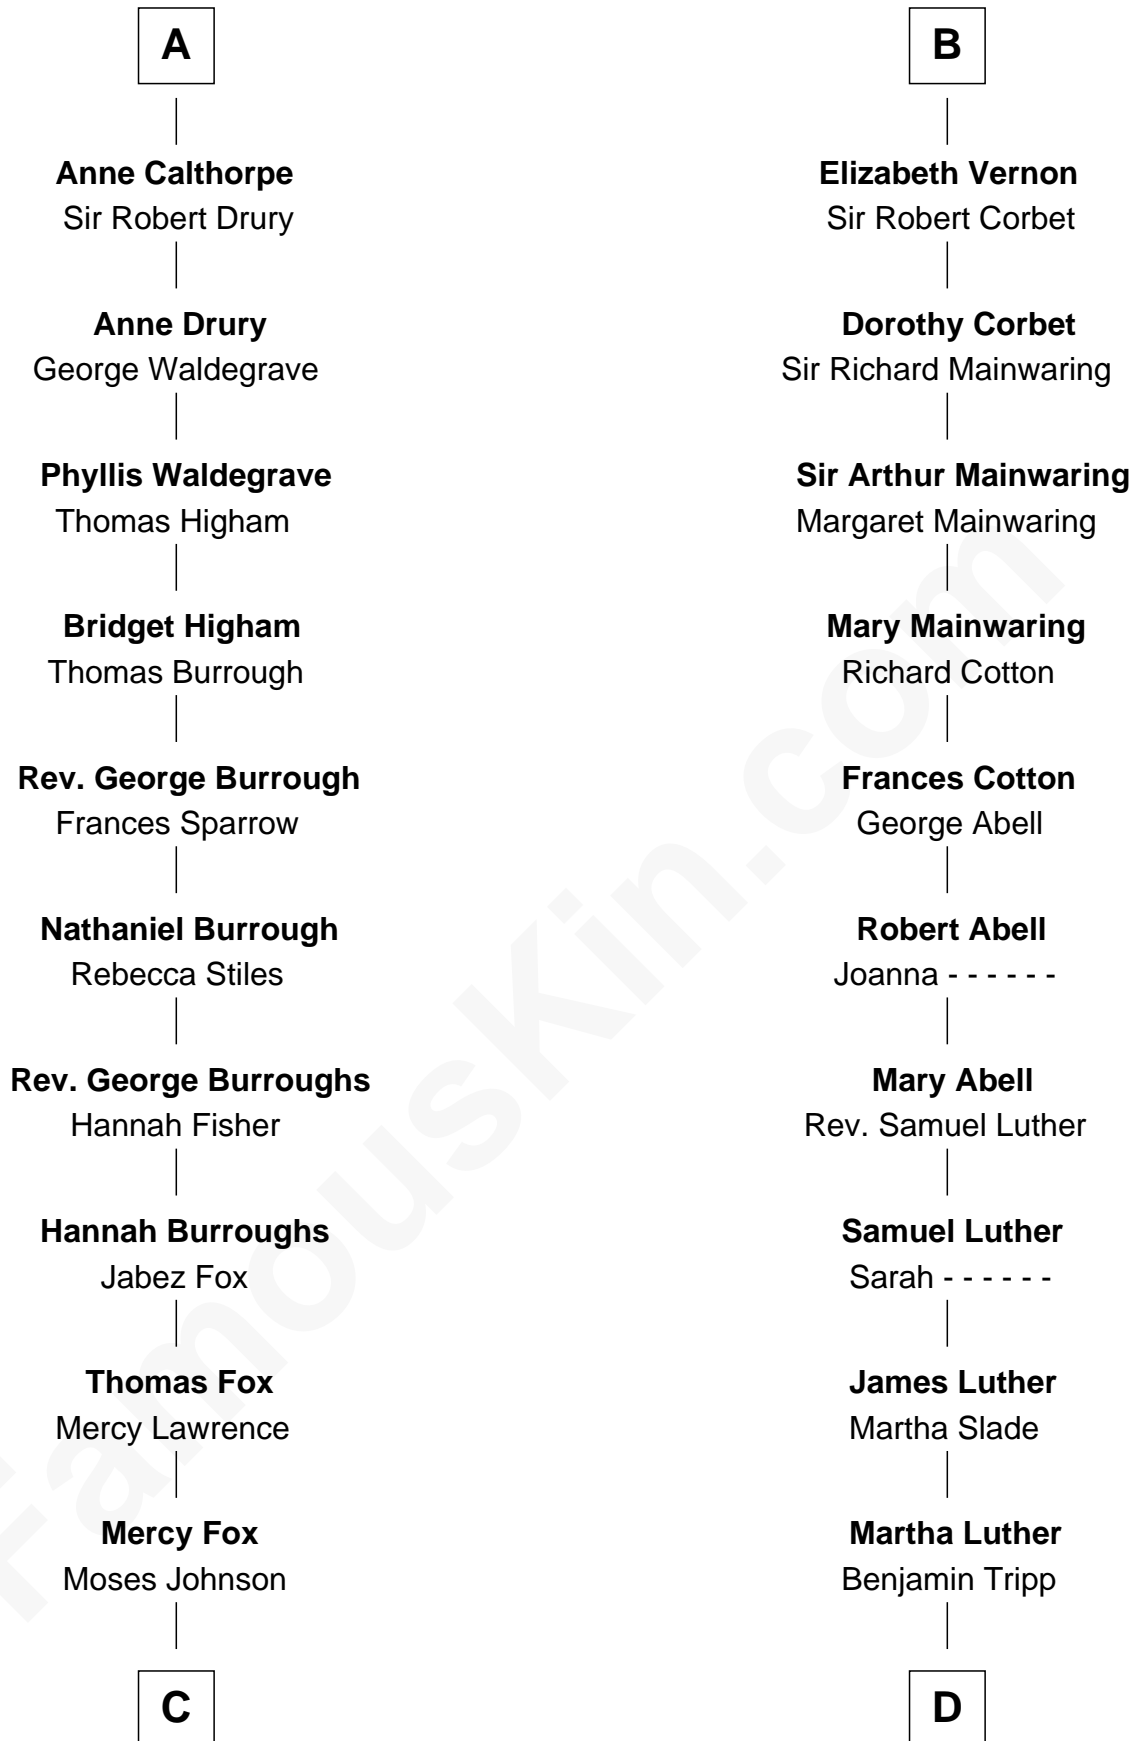 A
Anne Calthorpe
Sir Robert Drury
Anne Drury
George Waldegrave
Phyllis Waldegrave
Thomas Higham
Bridget Higham
Thomas Burrough
Rev. George Burrough
Frances Sparrow
Nathaniel Burrough
Rebecca Stiles
Rev. George Burroughs
Hannah Fisher
Hannah Burroughs
Jabez Fox
Thomas Fox
Mercy Lawrence
Mercy Fox
Moses Johnson
C
B
Elizabeth Vernon
Sir Robert Corbet
Dorothy Corbet
Sir Richard Mainwaring
Sir Arthur Mainwaring
Margaret Mainwaring
Mary Mainwaring
Richard Cotton
Frances Cotton
George Abell
Robert Abell
Joanna - - - - - -
Mary Abell
Rev. Samuel Luther
Samuel Luther
Sarah - - - - - -
James Luther
Martha Slade
Martha Luther
Benjamin Tripp
D
FamousKin.com